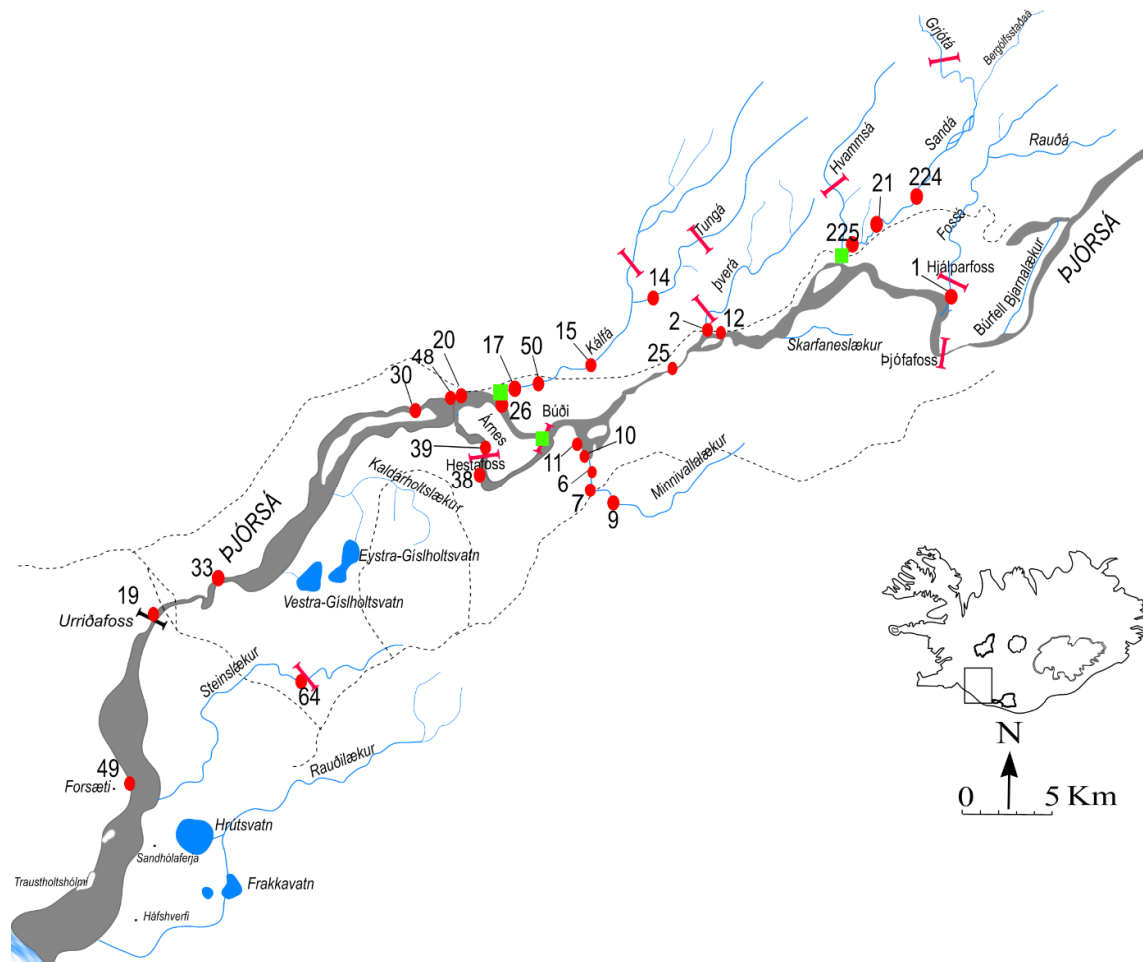 Grjótá
Bergólfsstaðaá
Sandá
Rauðá
Hvammsá
224
21
Fossá
225
Tungá
þverá
14
1
Hjálparfoss
Búrfell Bjarnalækur
ÞJÓRSÁ
Þjófafoss
2
12
Skarfaneslækur
Kálfá
15
25
50
17
20
48
30
26
Búði
Árnes
39
Hestafoss
38
10
11
6
7
9
Minnivallalækur
Kaldárholtslækur
ÞJÓRSÁ
Eystra-Gíslholtsvatn
Vestra-Gíslholtsvatn
33
19
Urriðafoss
Steinslækur
64
Rauðilækur
49
Forsæti
Hrútsvatn
Sandhólaferja
Traustholtshólmi
Frakkavatn
Háfshverfi
N
0 5 Km